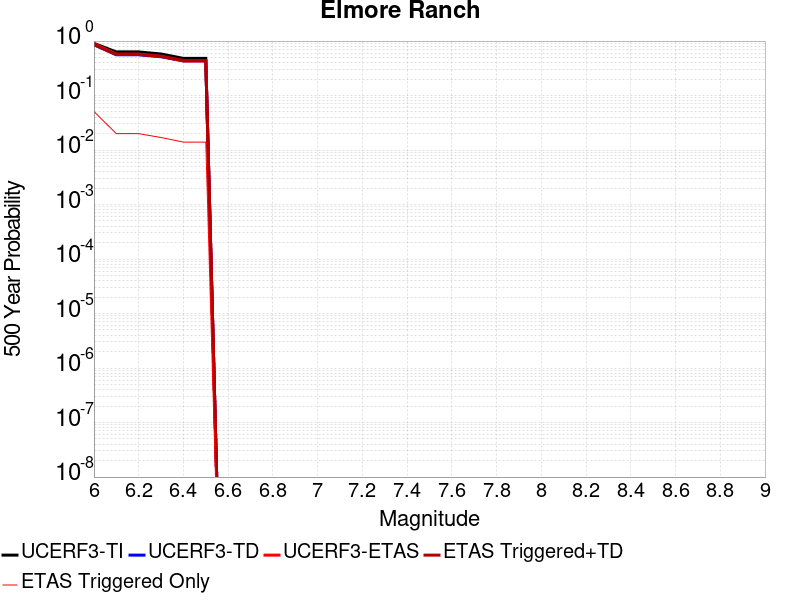 Elmore Ranch
10^0
10^-1
10^-2
10^-3
10^-4
10^-5
10^-6
10^-7
10^-8
500 Year Probability
6 6.2 6.4 6.6 6.8 7 7.2 7.4 7.6 7.8 8 8.2 8.4 8.6 8.8 9
Magnitude
UCERF3-TI UCERF3-TD UCERF3-ETAS ETAS Triggered+TD
ETAS Triggered Only